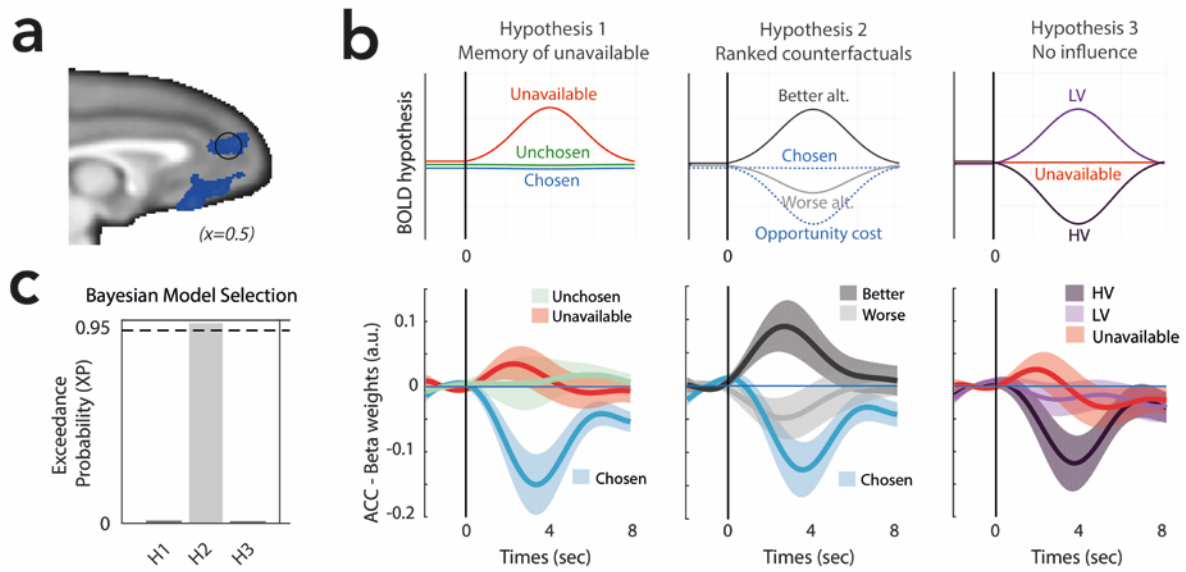 a
(x=0.5)
b
Hypothesis 1
Memory of unavailable
Hypothesis 2
Ranked counterfactuals
Hypothesis 3
No influence
BOLD hypothesis
Unavailable
Unchosen
Chosen
0
Better alt.
Chosen
Worse alt.
Opportunity cost
0
LV
Unavailable
HV
0
c
Bayesian Model Selection
Exceedance
Probability (XP)
0.95
0
H1
H2
H3
ACC - Beta weights (a.u.)
0.1
0
-0.1
-0.2
Unchosen
Unavailable
Chosen
0
4
8
Times (sec)
Better
Worse
Chosen
0
4
8
Times (sec)
HV
LV
Unavailable
0
4
8
Times (sec)